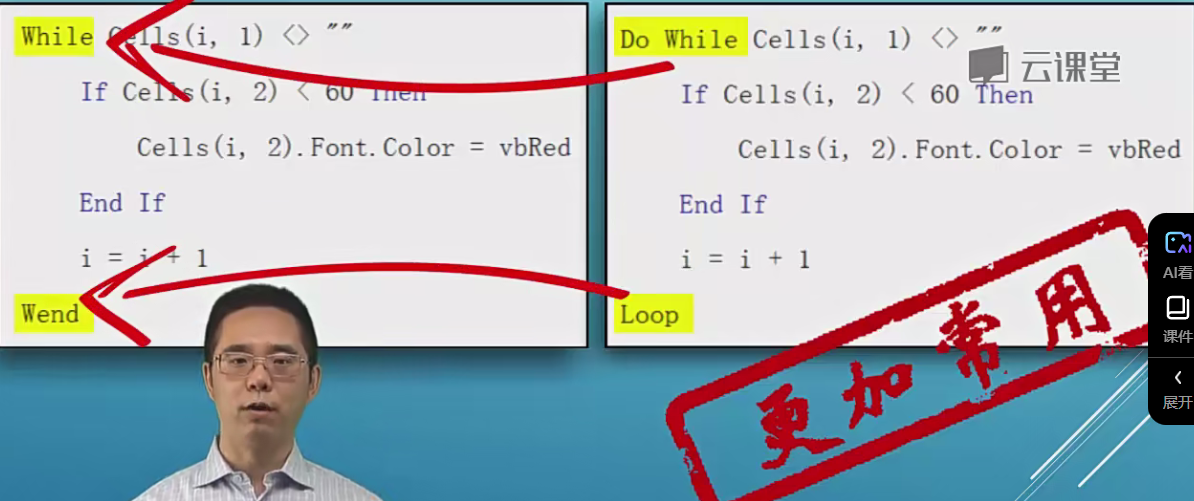 While Cells(i, 1) <> ""
If Cells(i, 2) < 60 Then
Cells(i, 2).Font.Color = vbRed
End If
i = i + 1
Wend
Do While Cells(i, 1) <> ""
If Cells(i, 2) < 60 Then
Cells(i, 2).Font.Color = vbRed
End If
i = i + 1
Loop
云课堂
更加常用
AI看
课件
展开